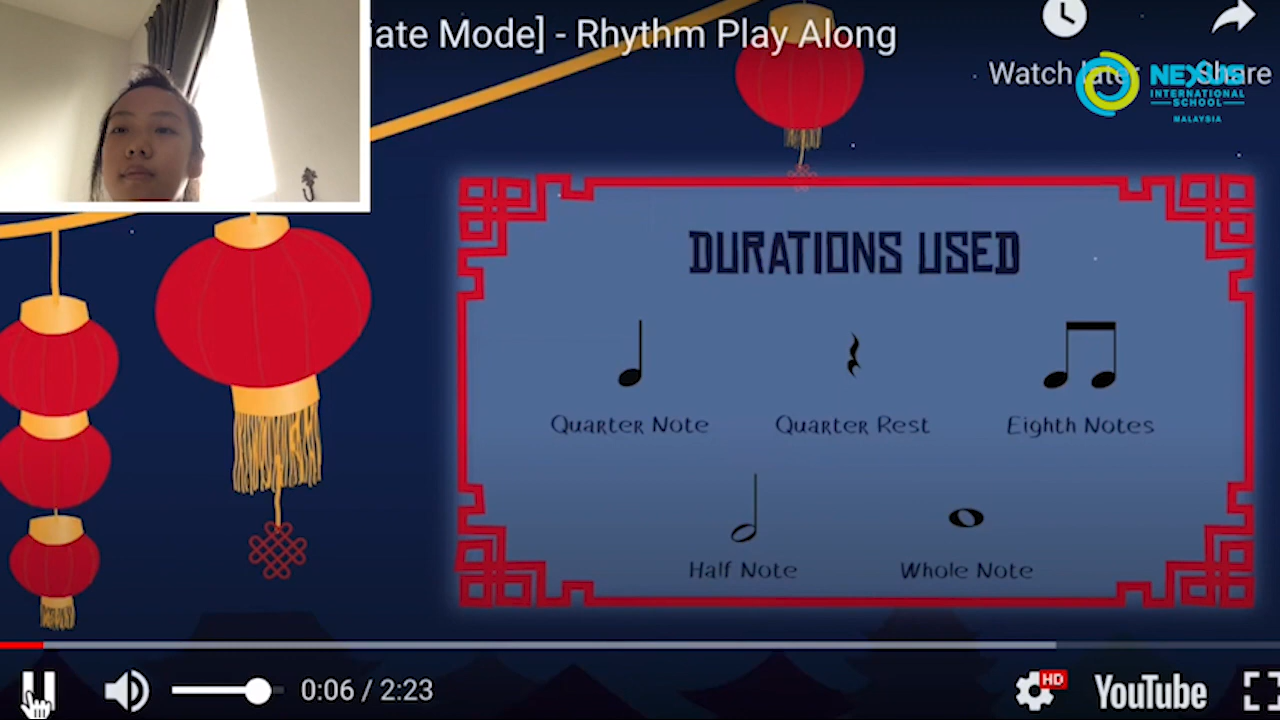 iate Mode] - Rhythm Play Along
Watch later
Share
NEXUS
INTERNATIONAL
SCHOOL
MALAYSIA
DURATIONS USED
Quarter Note
Quarter Rest
Eighth Notes
Half Note
Whole Note
0:06 / 2:23
HD
YouTube